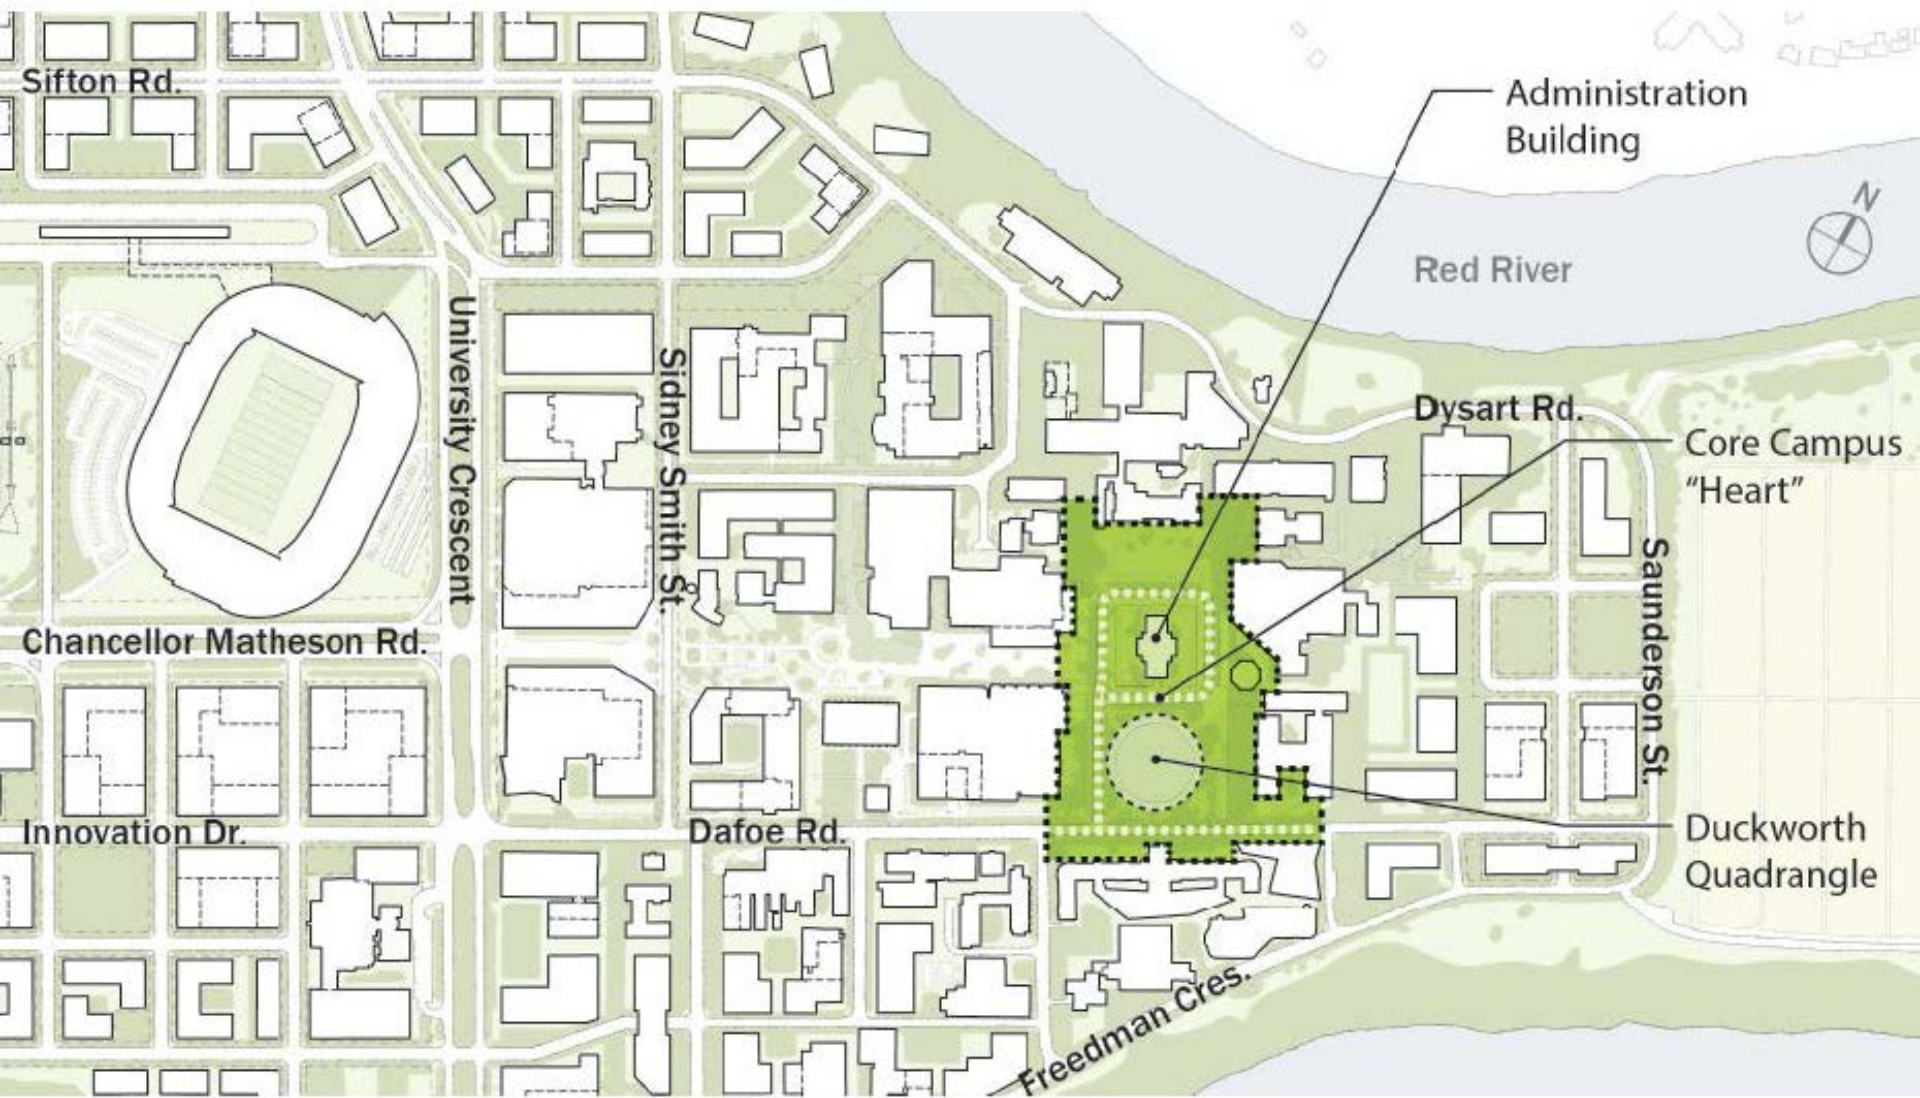 Sifton Rd.
Administration
Building
N
Red River
University Crescent
Sidney Smith St.
Dysart Rd.
Core Campus
“Heart”
Saunderson St.
Chancellor Matheson Rd.
Innovation Dr.
Dafoe Rd.
Duckworth
Quadrangle
Freedman Cres.